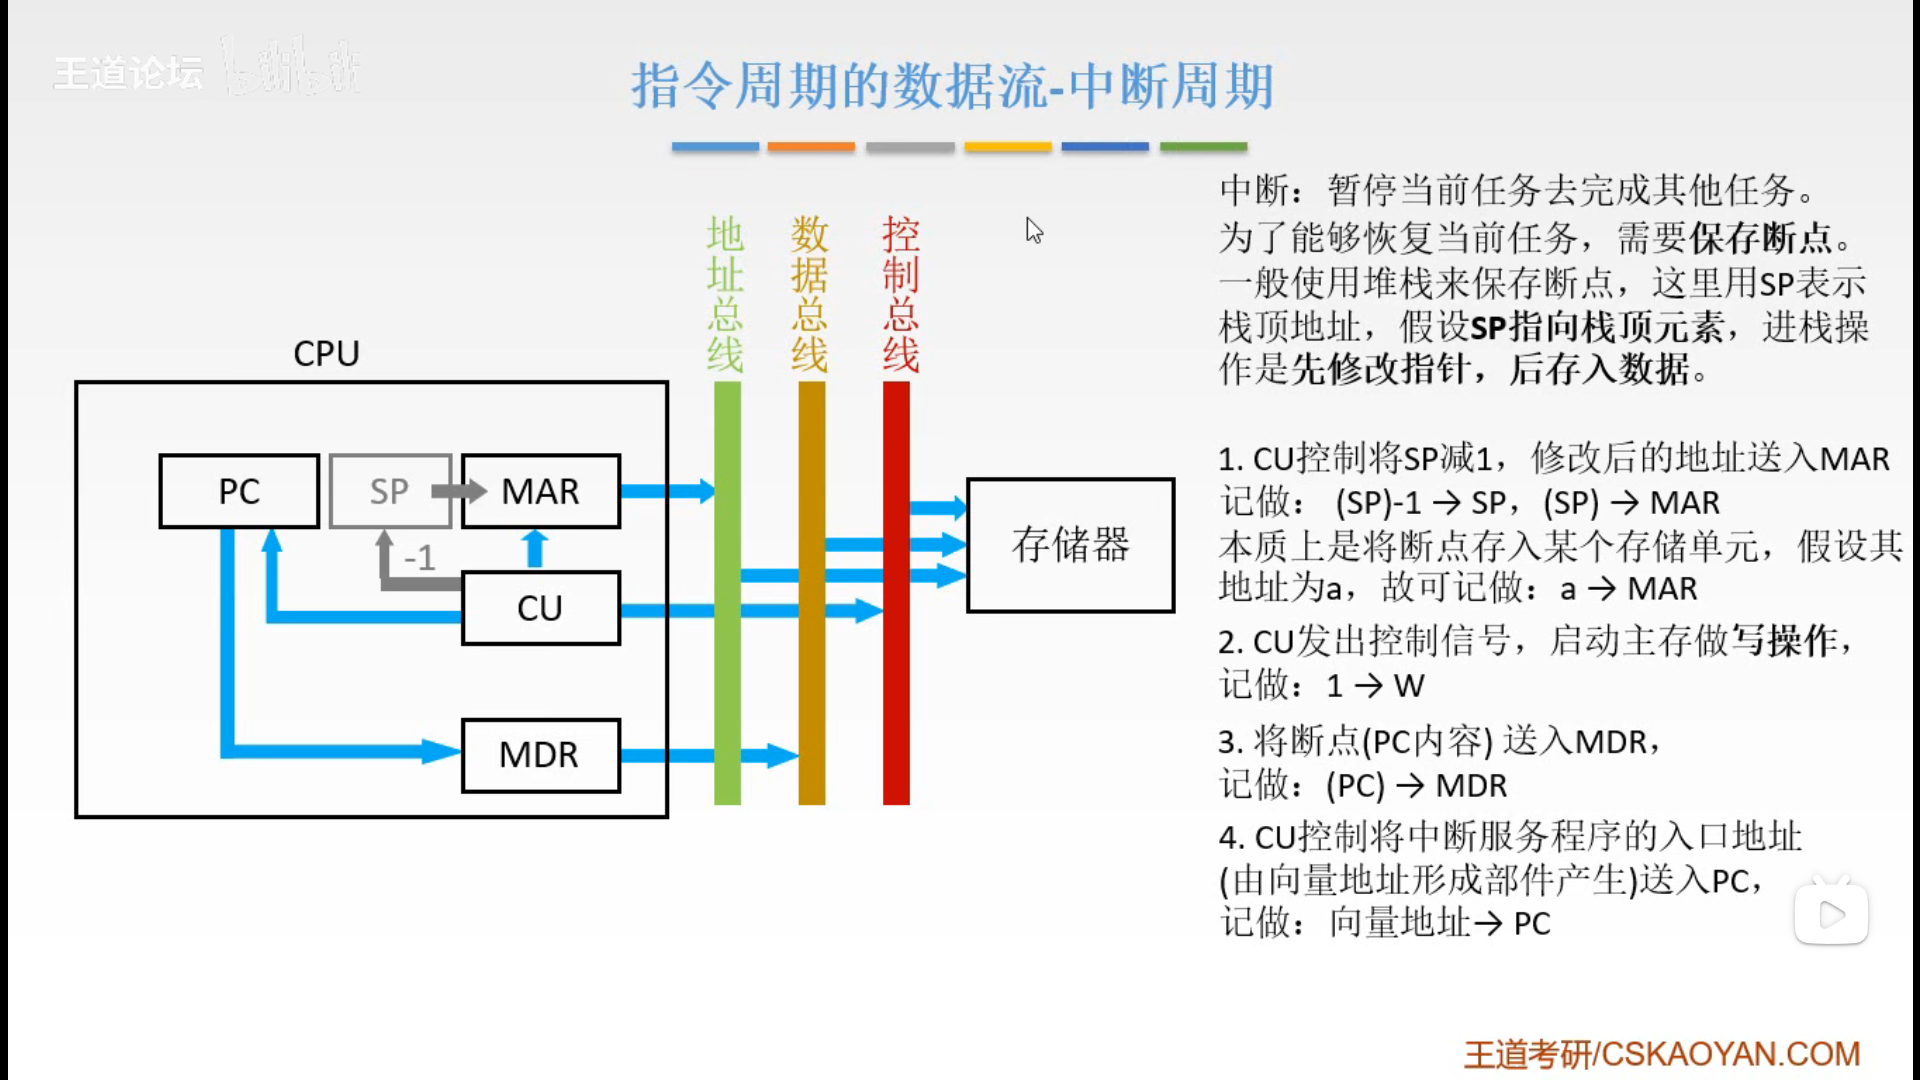 王道论坛 bilibili
指令周期的数据流-中断周期
中断：暂停当前任务去完成其他任务。
为了能够恢复当前任务，需要保存断点。
一般使用堆栈来保存断点，这里用SP表示
栈顶地址，假设SP指向栈顶元素，进栈操
作是先修改指针，后存入数据。
1. CU控制将SP减1，修改后的地址送入MAR
记做： (SP)-1 → SP，(SP) → MAR
本质上是将断点存入某个存储单元，假设其
地址为a，故可记做：a → MAR
2. CU发出控制信号，启动主存做写操作，
记做：1 → W
3. 将断点(PC内容) 送入MDR，
记做：(PC) → MDR
4. CU控制将中断服务程序的入口地址
(由向量地址形成部件产生)送入PC，
记做：向量地址→ PC
地址总线
数据总线
控制总线
CPU
PC
SP
MAR
-1
CU
MDR
存储器
王道考研/CSKAOYAN.COM